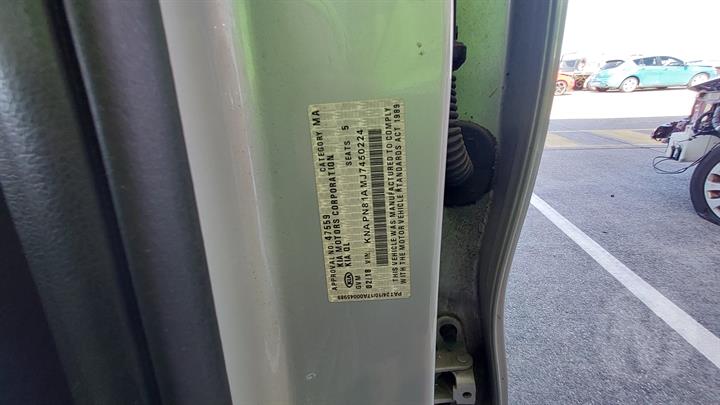 APPROVAL NO. 47559 CATEGORY MA
KIA MOTORS CORPORATION
KIA QL SEATS 5
GVM
02/18 VIN: KNAPN81AMJ7450224
THIS VEHICLE WAS MANUFACTURED TO COMPLY
WITH THE MOTOR VEHICLE STANDARDS ACT 1989
KIA